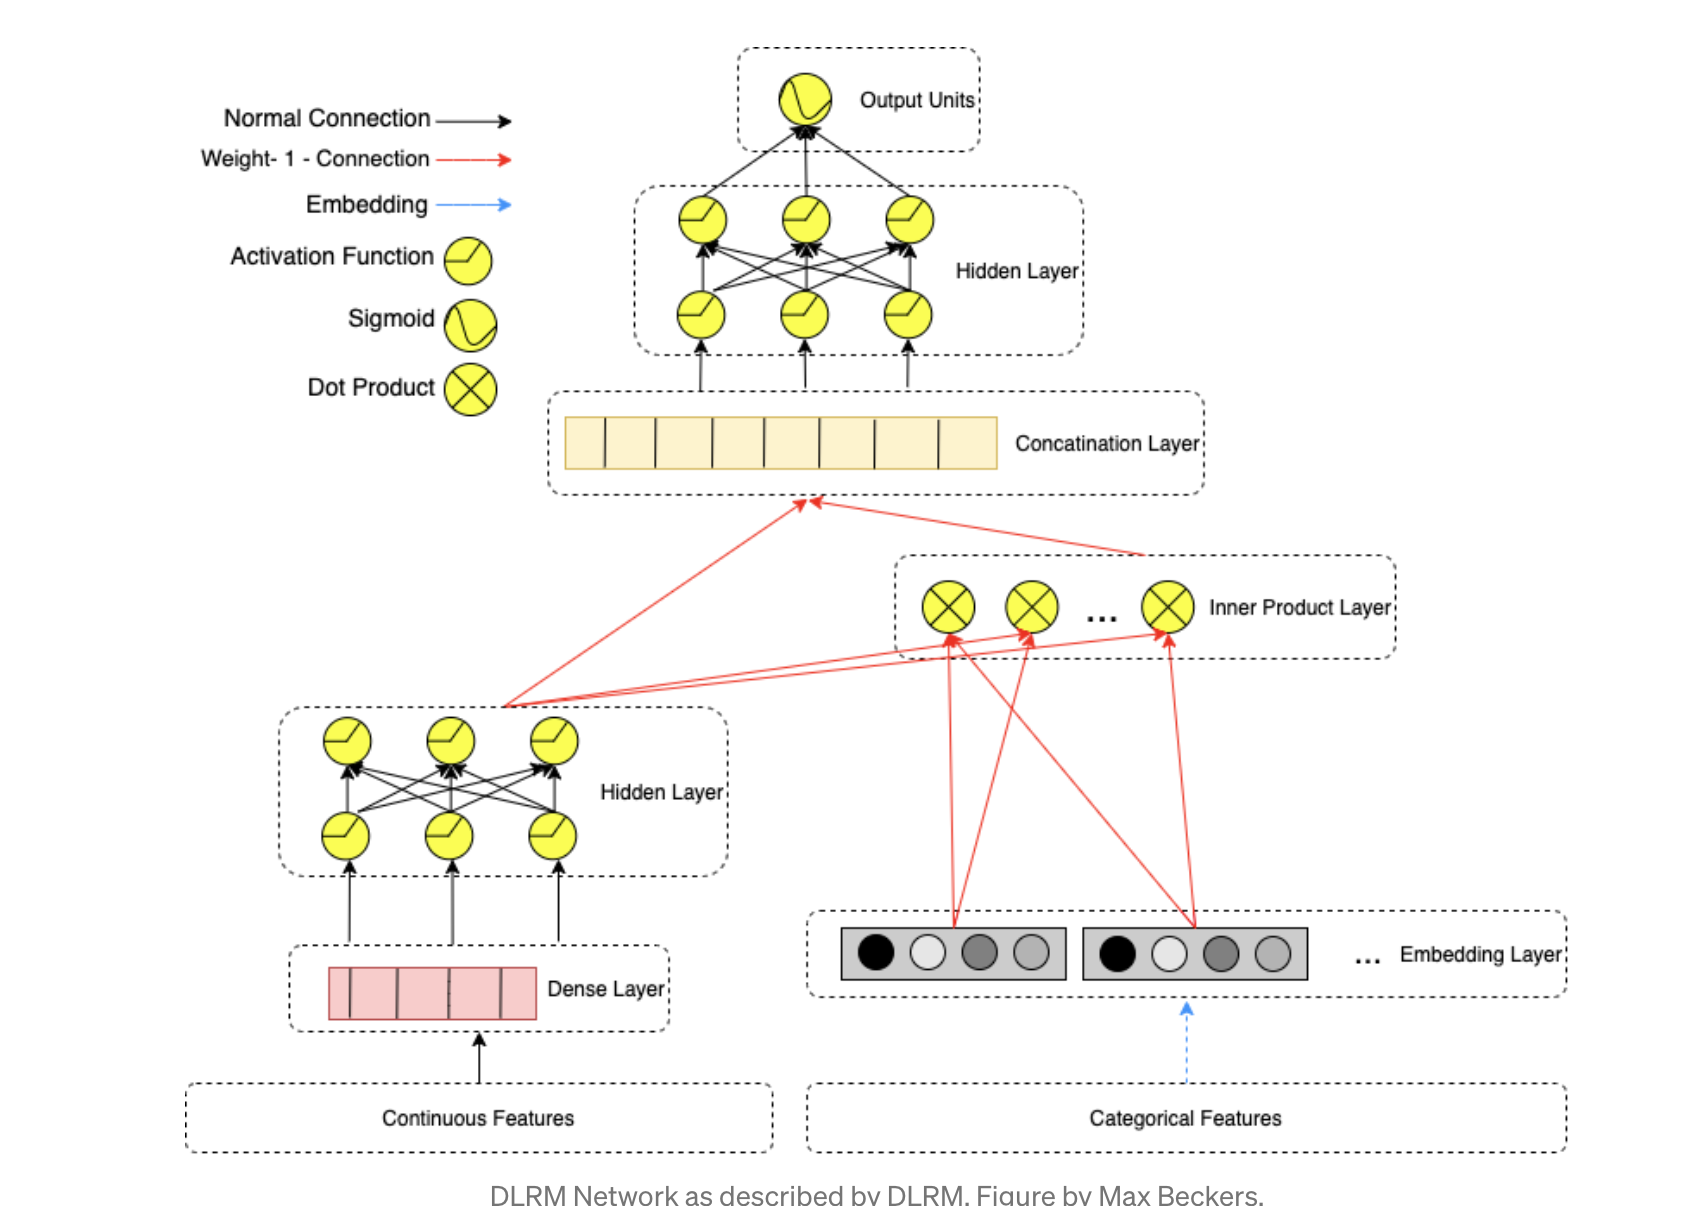 Output Units
Normal Connection
Weight- 1 - Connection
Embedding
Activation Function
Hidden Layer
Sigmoid
Dot Product
Concatination Layer
... Inner Product Layer
Hidden Layer
... Embedding Layer
Dense Layer
Continuous Features
Categorical Features
DLRM Network as described by DLRM. Figure by Max Beckers.